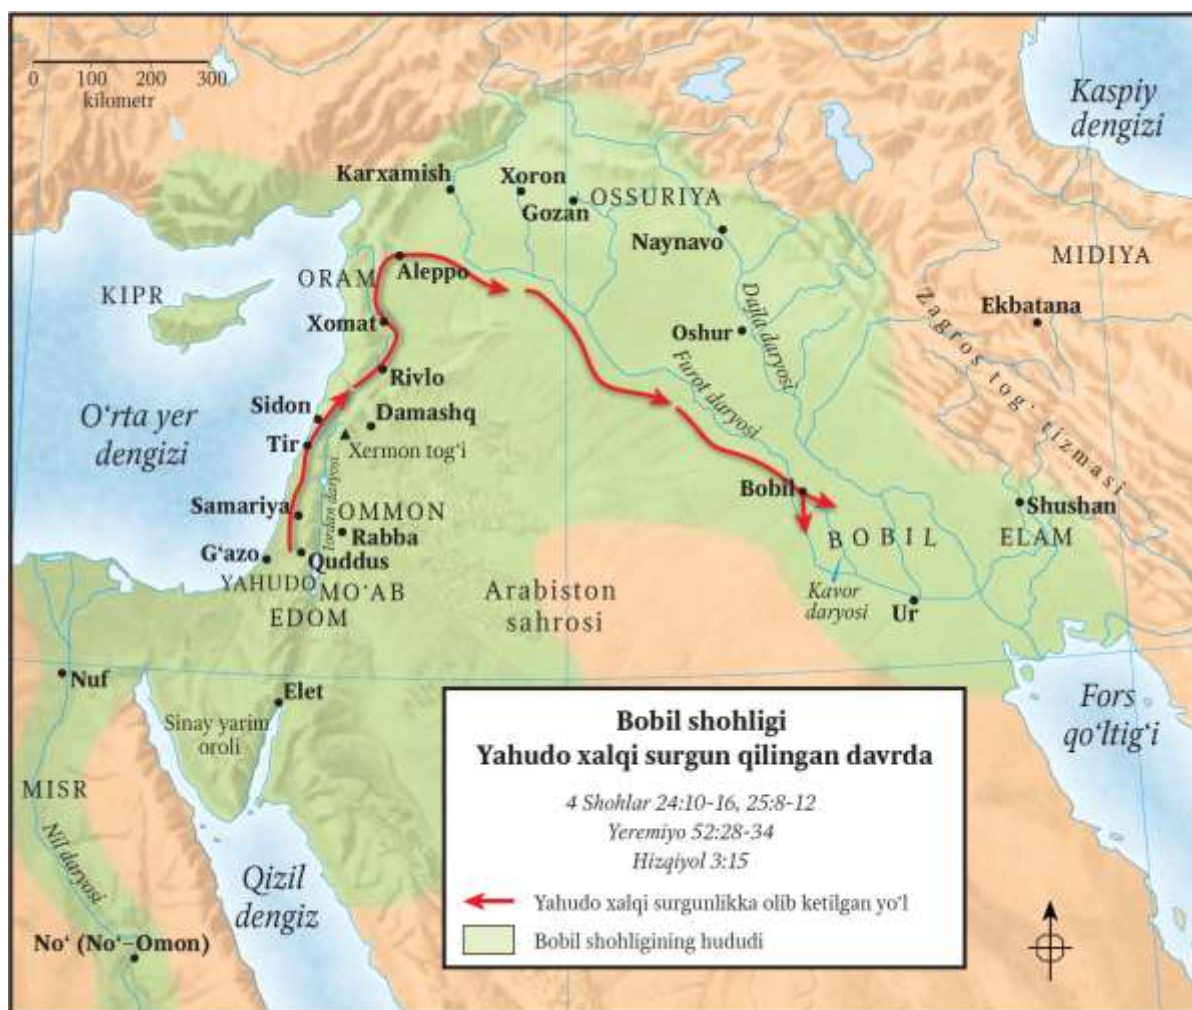 0 100 200 300
kilometr
Kaspiy
dengizi
Karxamish
Xoron
Gozan
OSSURIYA
Naynavo
MIDIYA
ORAM
Aleppo
KIPR
Xomat
Zagros tog‘ tizmasi
Ekbatana
Dajla daryosi
Oshur
Furot daryosi
Rivlo
Sidon
Damashq
O‘rta yer
dengizi
Tir
Xermon tog‘i
Iordan daryosi
Samariya
OMMON
Rabba
Bobil
Shushan
BOBIL
ELAM
G‘azo
Quddus
YAHUDO
MO‘AB
EDOM
Arabiston
sahrosi
Kavor
daryosi
Ur
Nuf
Elet
Sinay yarim
oroli
Fors
qo‘ltig‘i
MISR
Nil daryosi
Qizil
dengiz
No‘ (No‘–Omon)
Bobil shohligi
Yahudo xalqi surgun qilingan davrda
4 Shohlar 24:10-16, 25:8-12
Yeremiyo 52:28-34
Hizqiyol 3:15
Yahudo xalqi surgunlikka olib ketilgan yo‘l
Bobil shohligining hududi